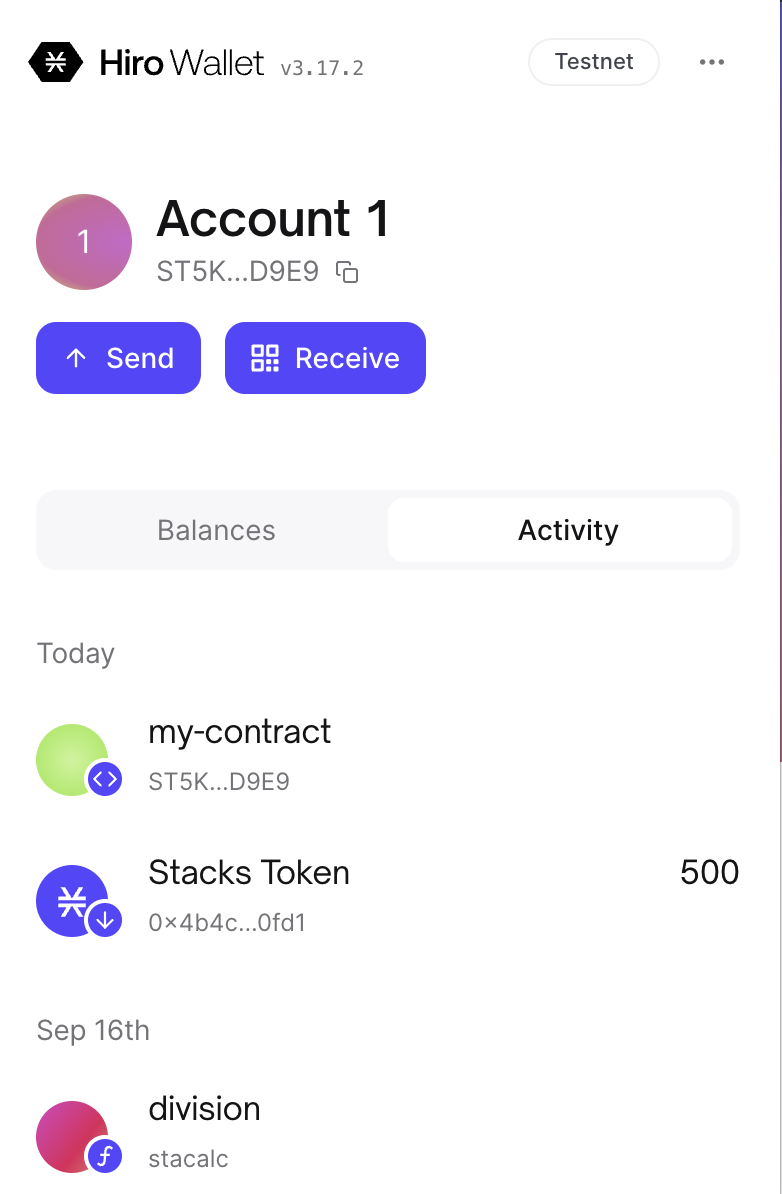 Hiro Wallet v3.17.2 Testnet
1
Account 1
ST5K...D9E9
Send Receive
Balances Activity
Today
my-contract
ST5K...D9E9
Stacks Token 500
0×4b4c...0fd1
Sep 16th
division
stacalc